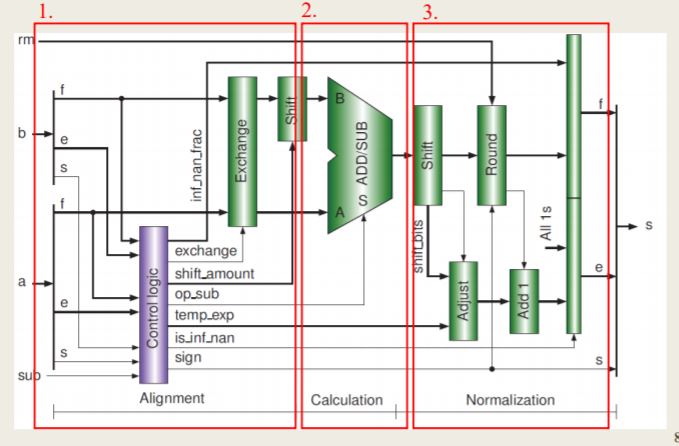 1.
2.
3.
rm
f
b
e
s
f
a
e
s
sub
inf_nan_frac
Exchange
Shift
B
ADD/SUB
A
S
Control logic
exchange
shift_amount
op_sub
temp_exp
is_inf_nan
sign
Shift
Round
shift_bits
All 1s
Adjust
Add 1
f
s
e
s
Alignment
Calculation
Normalization
8